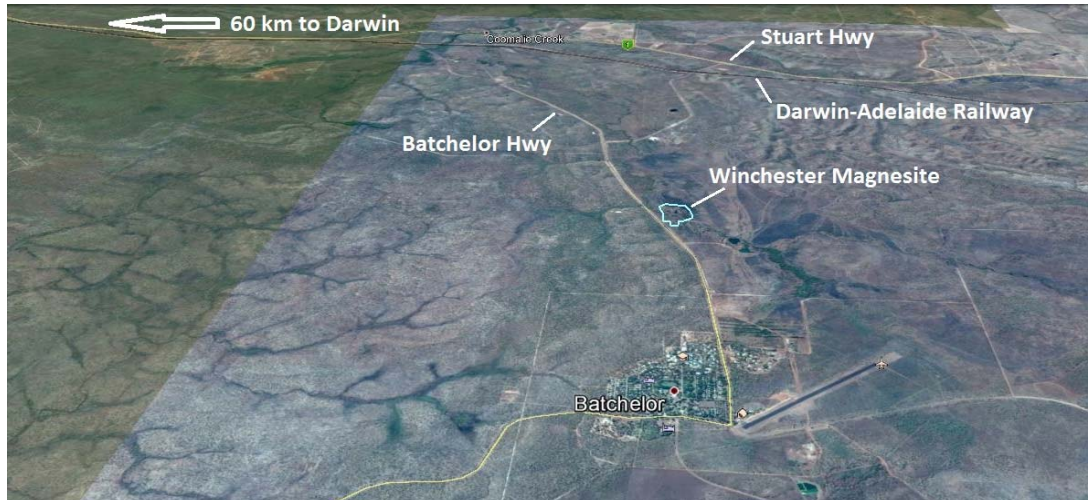 60 km to Darwin
Coomalie Creek
Stuart Hwy
Darwin-Adelaide Railway
Batchelor Hwy
Winchester Magnesite
Batchelor